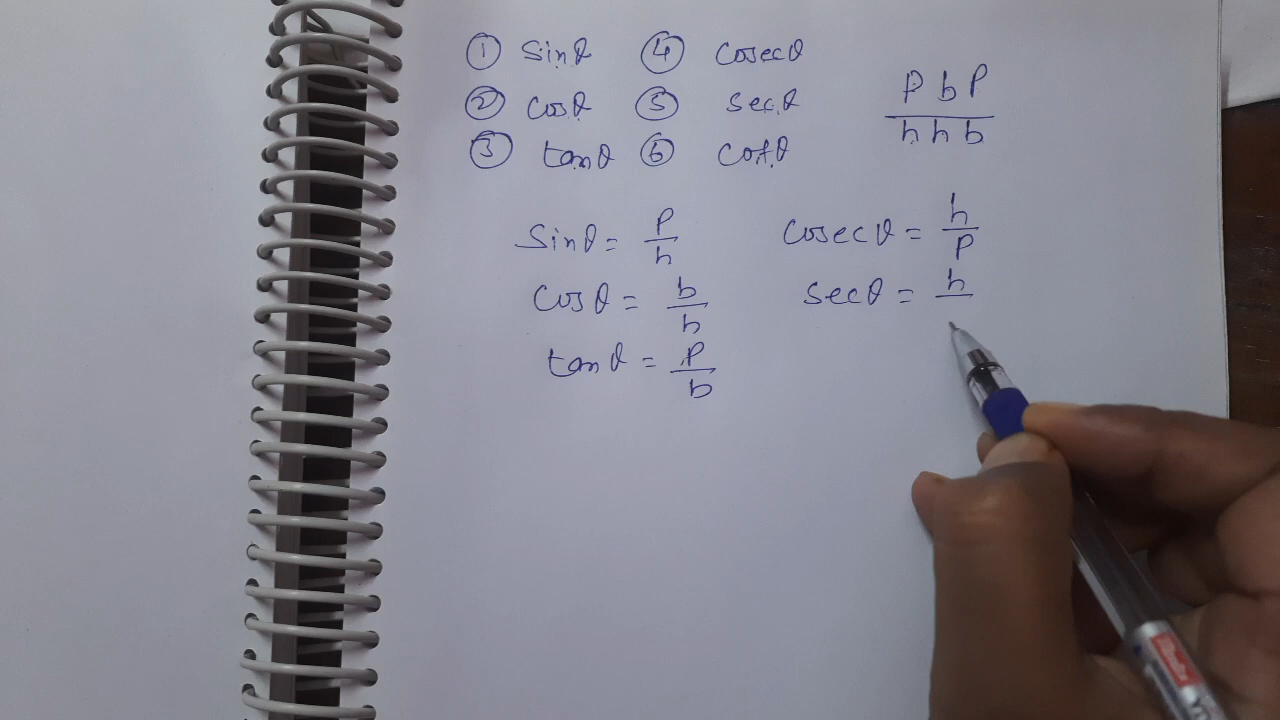 ① sinθ ④ cosecθ
② cosθ ⑤ secθ
③ tanθ ⑥ cotθ
P b P
h h b
sinθ = P/h
cosθ = b/h
tanθ = P/b
cosecθ = h/P
secθ = h/